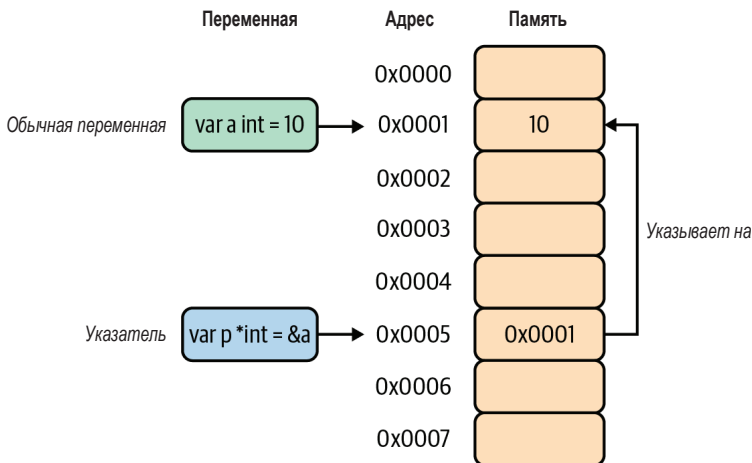 Переменная Адрес Память
0x0000
Обычная переменная var a int = 10 0x0001 10
0x0002
0x0003
Указывает на
0x0004
Указатель var p *int = &a 0x0005 0x0001
0x0006
0x0007